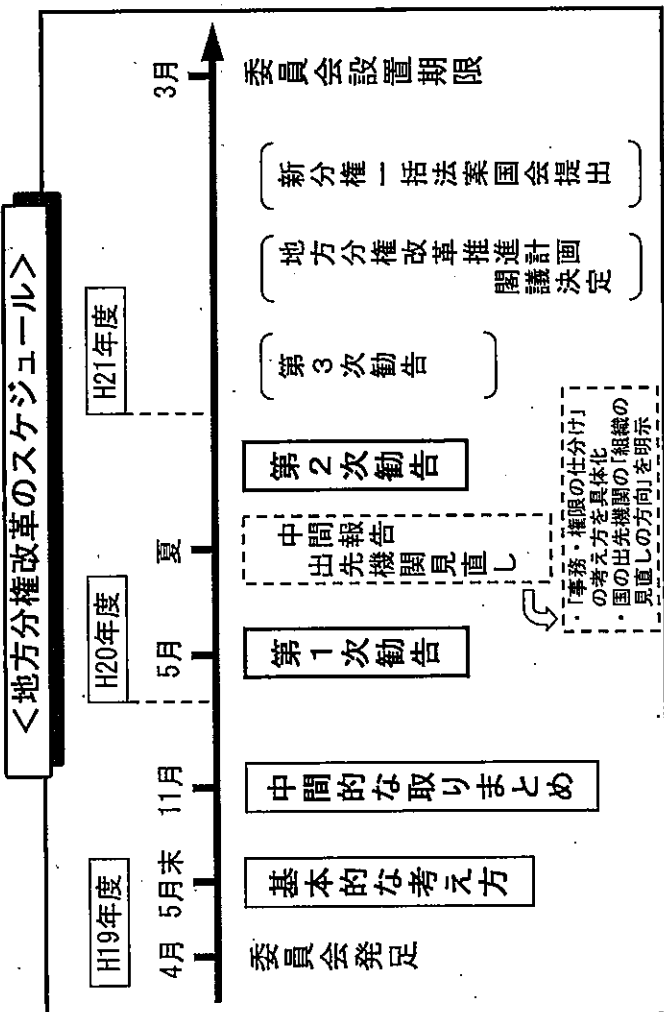 ＜地方分権改革のスケジュール＞
H19年度
H20年度
H21年度
4月
5月末
11月
5月
夏
3月
委員会発足
基本的な考え方
中間的な取りまとめ
第1次勧告
出先機関見直し
中間報告
第2次勧告
第3次勧告
地方分権改革推進計画
閣議決定
新分権一括法案国会提出
委員会設置期限
・「事務・権限の仕分け」
の考え方を具体化
・国の出先機関の「組織の
見直しの方向」を明示